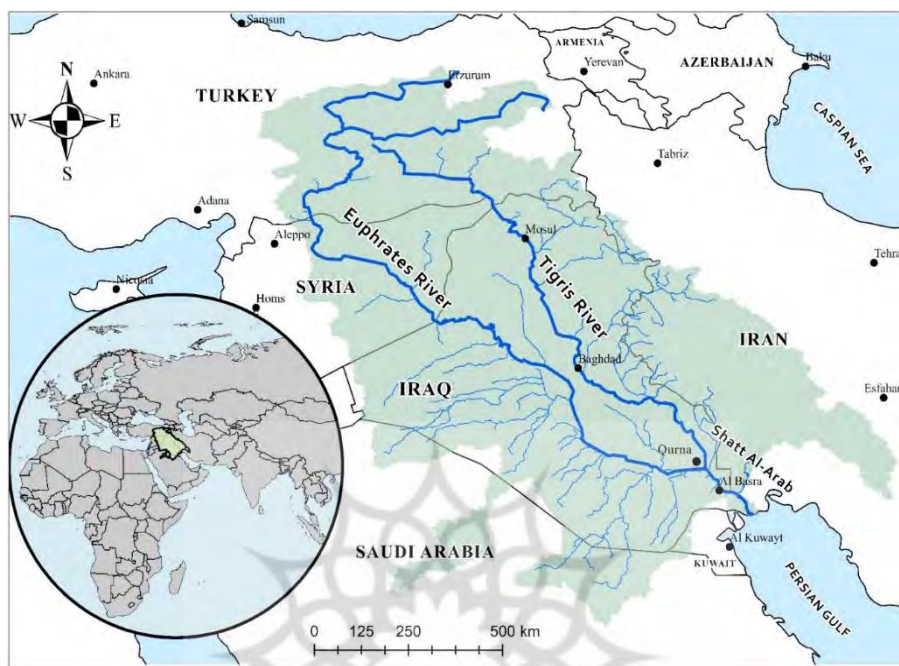 Samsun
ARMENIA
Yerevan
AZERBAIJAN
Baku
N
Ankara
TURKEY
Erzurum
W
E
CASPIAN SEA
S
Tabriz
Adana
Aleppo
Mosul
Euphrates River
Tigris River
Tehra
Nicosia
SYRIA
Homs
IRAN
Baghdad
IRAQ
Esfahan
Shatt Al-Arab
Qurna
Al Basra
Al Kuwayt
SAUDI ARABIA
KUWAIT
PERSIAN GULF
0 125 250 500 km